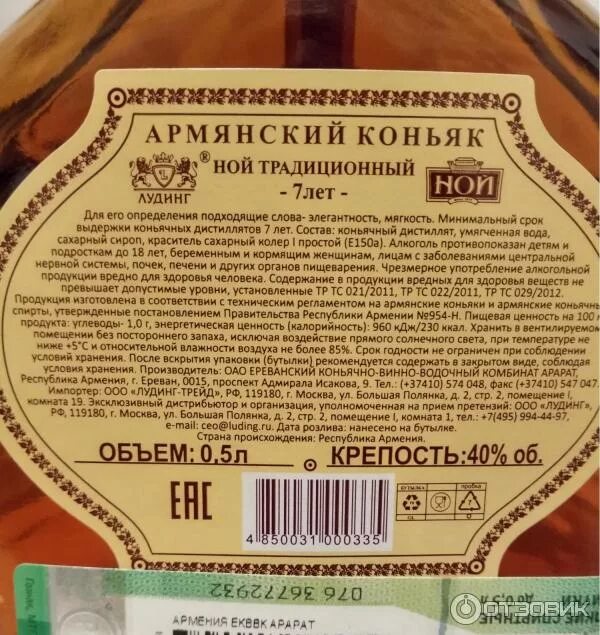 АРМЯНСКИЙ КОНЬЯК
НОЙ ТРАДИЦИОННЫЙ
- 7лет -
ЛУДИНГ
®
НОЙ
Для его определения подходящие слова- элегантность, мягкость. Минимальный срок
выдержки коньячных дистиллятов 7 лет. Состав: коньячный дистиллят, умягченная вода,
сахарный сироп, краситель сахарный колер I простой (Е150а). Алкоголь противопоказан детям и
подросткам до 18 лет, беременным и кормящим женщинам, лицам с заболеваниями центральной
нервной системы, почек, печени и других органов пищеварения. Чрезмерное употребление алкогольной
продукции вредно для здоровья человека. Содержание в продукции вредных для здоровья веществ не
превышает допустимые уровни, установленные ТР ТС 021/2011, ТР ТС 022/2011, ТР ТС 029/2012.
Продукция изготовлена в соответствии с техническим регламентом на армянские коньяки и армянские коньячные
спирты, утвержденные постановлением Правительства Республики Армении №954-Н. Пищевая ценность на 100 г
продукта: углеводы- 1,0 г, энергетическая ценность (калорийность): 960 кДж/230 ккал. Хранить в вентилируемом
помещении без постороннего запаха, исключая воздействие прямого солнечного света, при температуре не
ниже +5°С и относительной влажности воздуха не более 85%. Срок годности не ограничен при соблюдении
условий хранения. После вскрытия упаковки (бутылки) рекомендуется содержать в закрытом виде, соблюдая
условия хранения. Производитель: ОАО ЕРЕВАНСКИЙ КОНЬЯЧНО-ВИННО-ВОДОЧНЫЙ КОМБИНАТ АРАРАТ,
Республика Армения, г. Ереван, 0015, проспект Адмирала Исакова, 9. Тел.: (+37410) 574 048, факс (+37410) 547 047.
Импортер: ООО «ЛУДИНГ-ТРЕЙД», РФ, 119180, г. Москва, ул. Большая Полянка, д. 2, стр. 2, помещение I,
комната 19. Эксклюзивный дистрибьютор и организация, уполномоченная на прием претензий: ООО «ЛУДИНГ»,
РФ, 119180, г. Москва, ул. Большая Полянка, д. 2, стр. 2, помещение I, комната 1, тел.: +7(495) 994-44-97,
e-mail: ceo@luding.ru. Дата розлива: нанесено на бутылке.
Страна происхождения: Республика Армения.
ОБЪЕМ: 0,5л
КРЕПОСТЬ:40% об.
EAC
БУТЫЛКА
пробка
GL
4 850031 000335
076 36772932
АРМЕНИЯ ЕКВВК АРАРАТ
ДО 0,5 Л
ОТЗОВИК